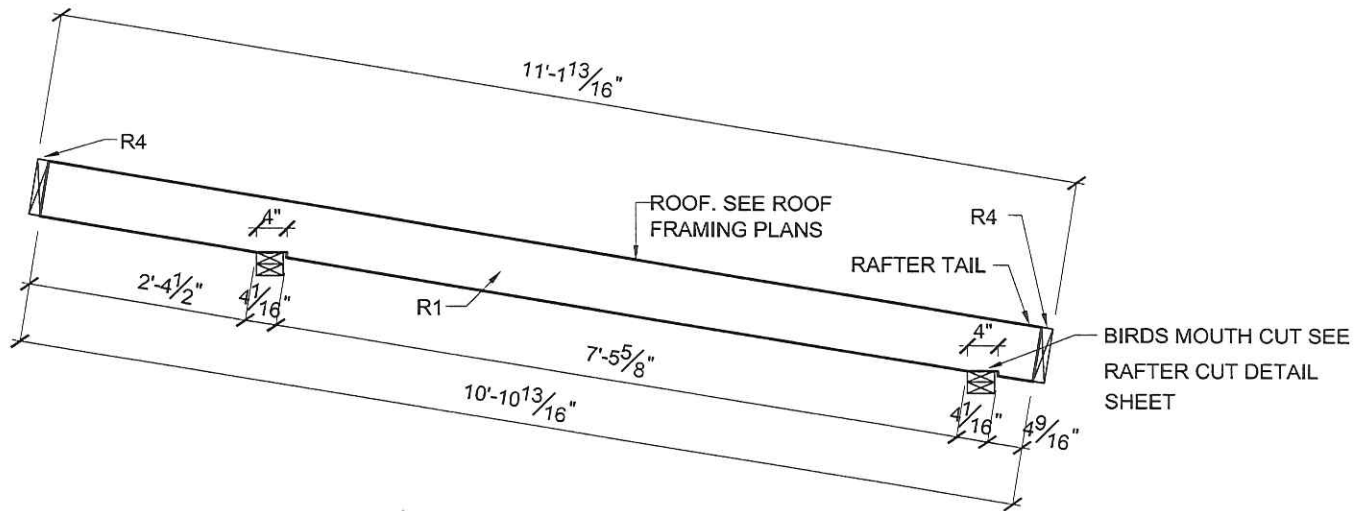 11'-1 13/16"
R4
4"
ROOF. SEE ROOF
FRAMING PLANS
R4
RAFTER TAIL
2'-4 1/2"
4 1/16"
R1
7'-5 5/8"
4"
BIRDS MOUTH CUT SEE
RAFTER CUT DETAIL
SHEET
10'-10 13/16"
4 1/16"
4 9/16"